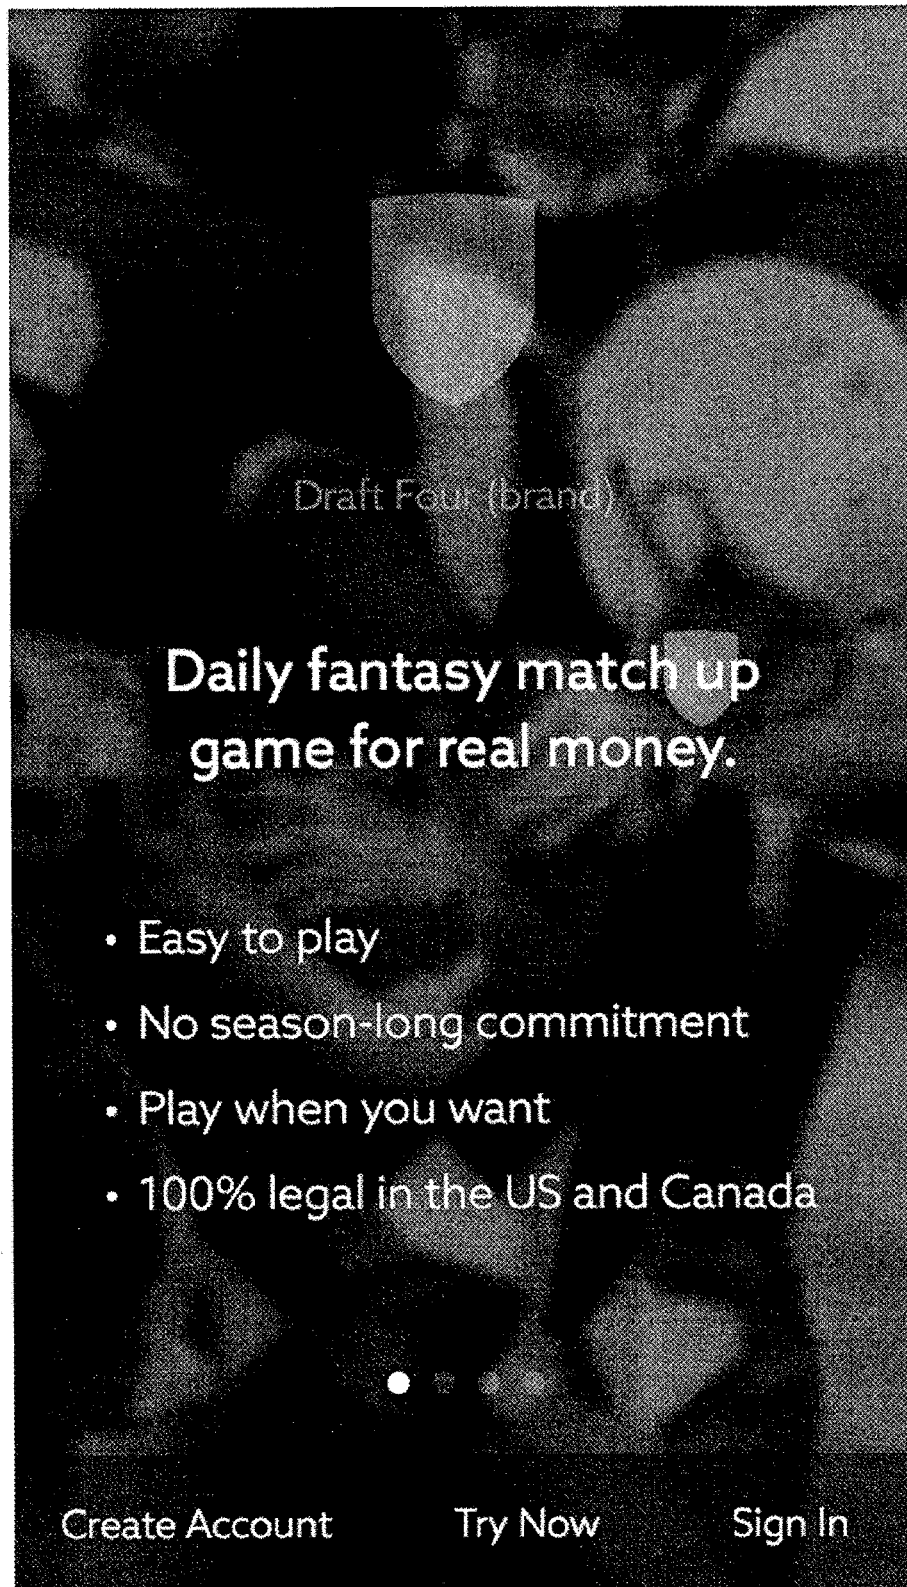 Draft Four (brand)
Daily fantasy match up
game for real money.
• Easy to play
• No season-long commitment
• Play when you want
• 100% legal in the US and Canada
Create Account Try Now Sign In